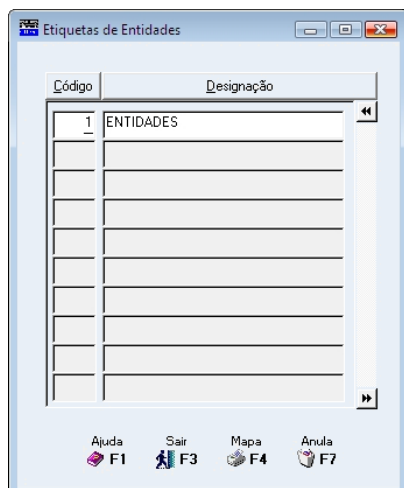 Etiquetas de Entidades
Código Designação
1 ENTIDADES
Ajuda Sair Mapa Anula
F1 F3 F4 F7